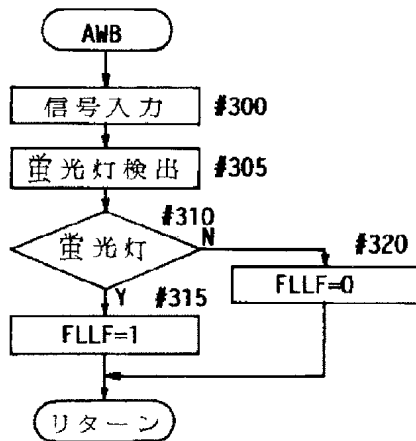 AWB
信号入力 #300
蛍光灯検出 #305
#310
蛍光灯 N
#320
Y #315
FLLF=0
FLLF=1
リターン